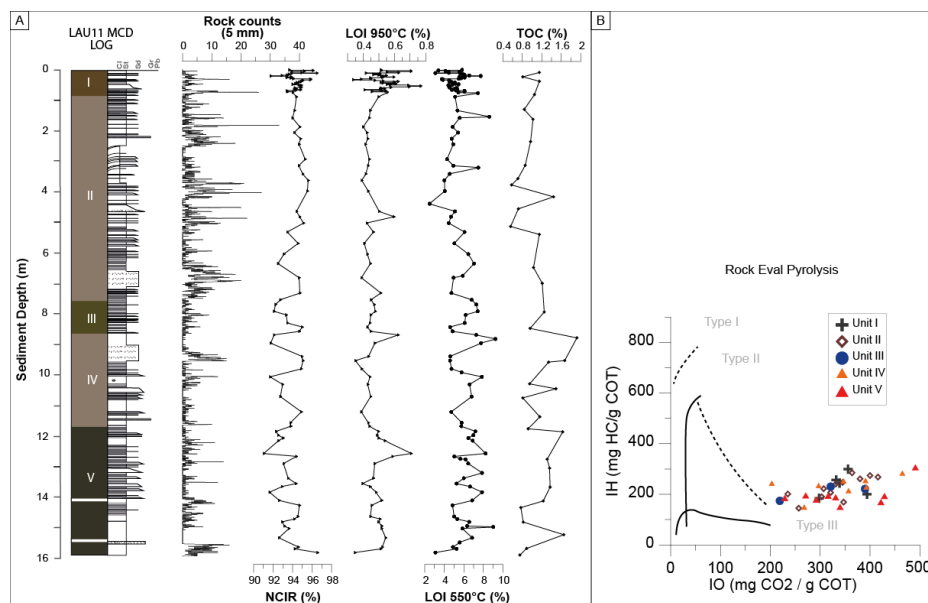 A
B
Rock counts
(5 mm)
LOI 950°C (%)
TOC (%)
LAU11 MCD
LOG
Cl
St
Sd
Gr
Pb
0 10 20 30 40
0.4 0.6 0.8
0.4 0.8 1.2 1.6 2
Sediment Depth (m)
0
2
4
6
8
10
12
14
16
I
II
III
IV
V
90 92 94 96 98
NCIR (%)
2 4 6 8 10
LOI 550°C (%)
Rock Eval Pyrolysis
Type I
Type II
Type III
Unit I
Unit II
Unit III
Unit IV
Unit V
IH (mg HC/g COT)
800
600
400
200
0
0 100 200 300 400 500
IO (mg CO2 / g COT)